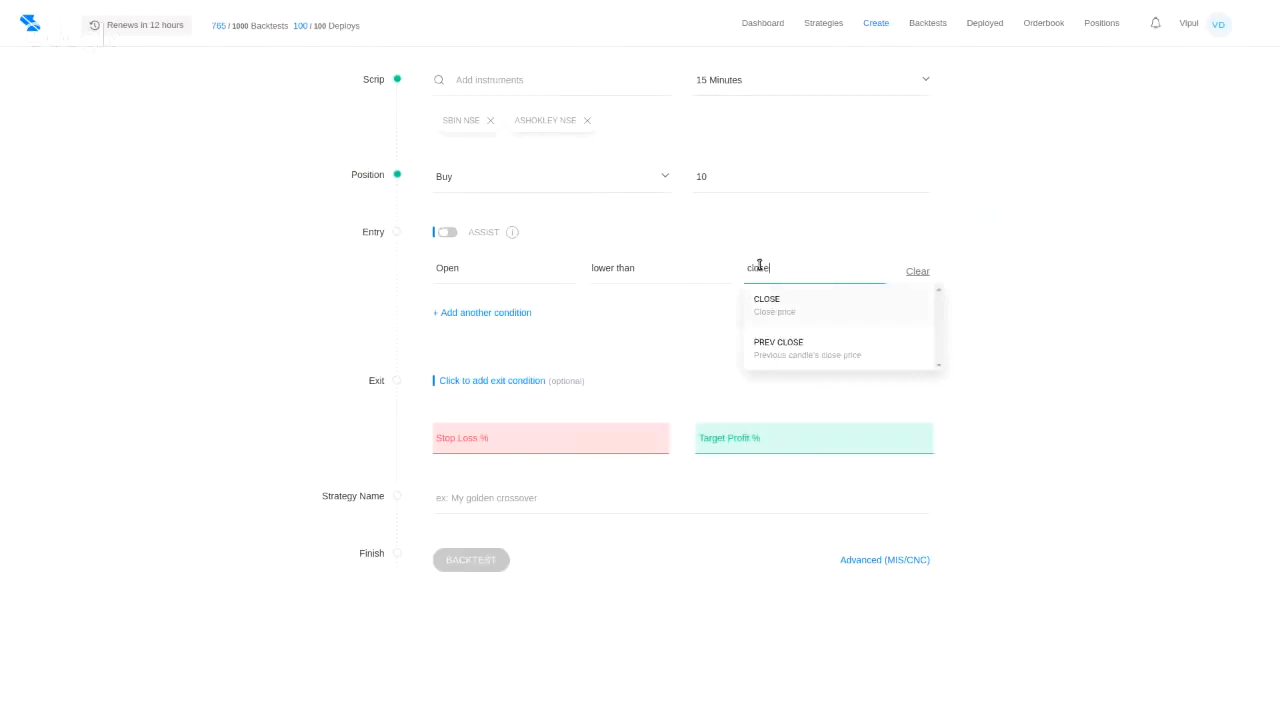 Renews in 12 hours
765 / 1000 Backtests 100 / 100 Deploys
Dashboard
Strategies
Create
Backtests
Deployed
Orderbook
Positions
Vipul
VD
Scrip
Add instruments
15 Minutes
SBIN NSE
ASHOKLEY NSE
Position
Buy
10
Entry
ASSIST
i
Open
lower than
close
Clear
CLOSE
Close price
+ Add another condition
PREV CLOSE
Previous candle's close price
Exit
Click to add exit condition (optional)
Stop Loss %
Target Profit %
Strategy Name
ex: My golden crossover
Finish
BACKTEST
Advanced (MIS/CNC)